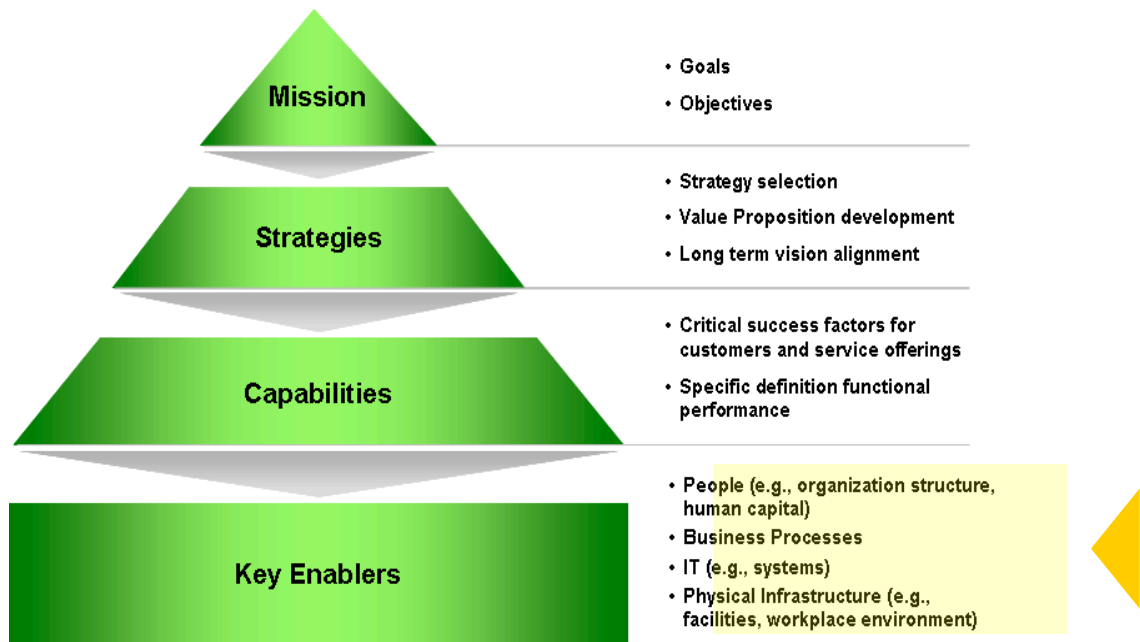 Mission
• Goals
• Objectives
Strategies
• Strategy selection
• Value Proposition development
• Long term vision alignment
Capabilities
• Critical success factors for
customers and service offerings
• Specific definition functional
performance
Key Enablers
• People (e.g., organization structure,
human capital)
• Business Processes
• IT (e.g., systems)
• Physical Infrastructure (e.g.,
facilities, workplace environment)